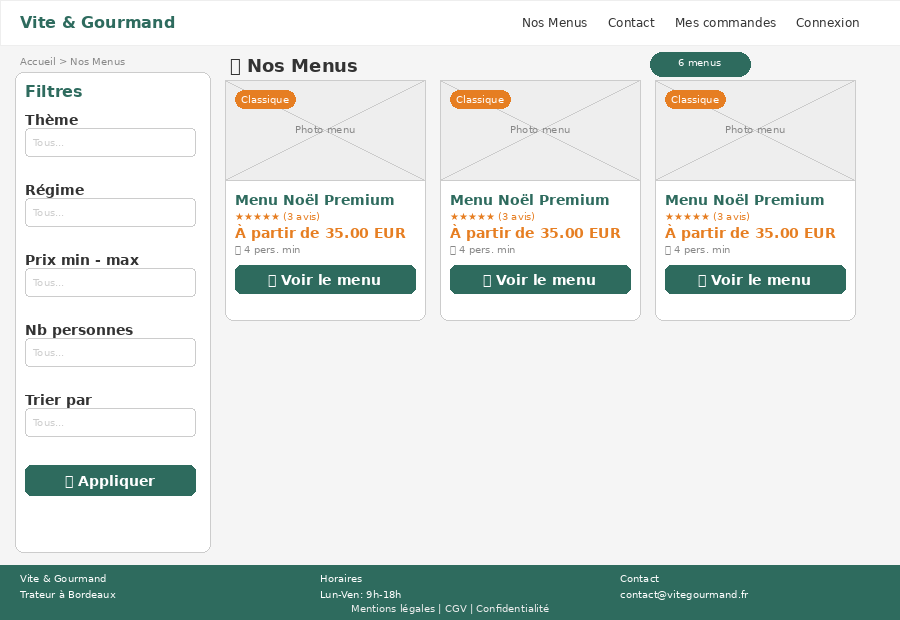 Vite & Gourmand
Nos Menus Contact Mes commandes Connexion
Accueil > Nos Menus
Filtres
Thème
Tous...
Régime
Tous...
Prix min - max
Tous...
Nb personnes
Tous...
Trier par
Tous...
Appliquer
Nos Menus
6 menus
Classique
Photo menu
Menu Noël Premium
★★★★★ (3 avis)
À partir de 35.00 EUR
4 pers. min
Voir le menu
Classique
Photo menu
Menu Noël Premium
★★★★★ (3 avis)
À partir de 35.00 EUR
4 pers. min
Voir le menu
Classique
Photo menu
Menu Noël Premium
★★★★★ (3 avis)
À partir de 35.00 EUR
4 pers. min
Voir le menu
Vite & Gourmand
Trateur à Bordeaux
Horaires
Lun-Ven: 9h-18h
Contact
contact@vitegourmand.fr
Mentions légales | CGV | Confidentialité